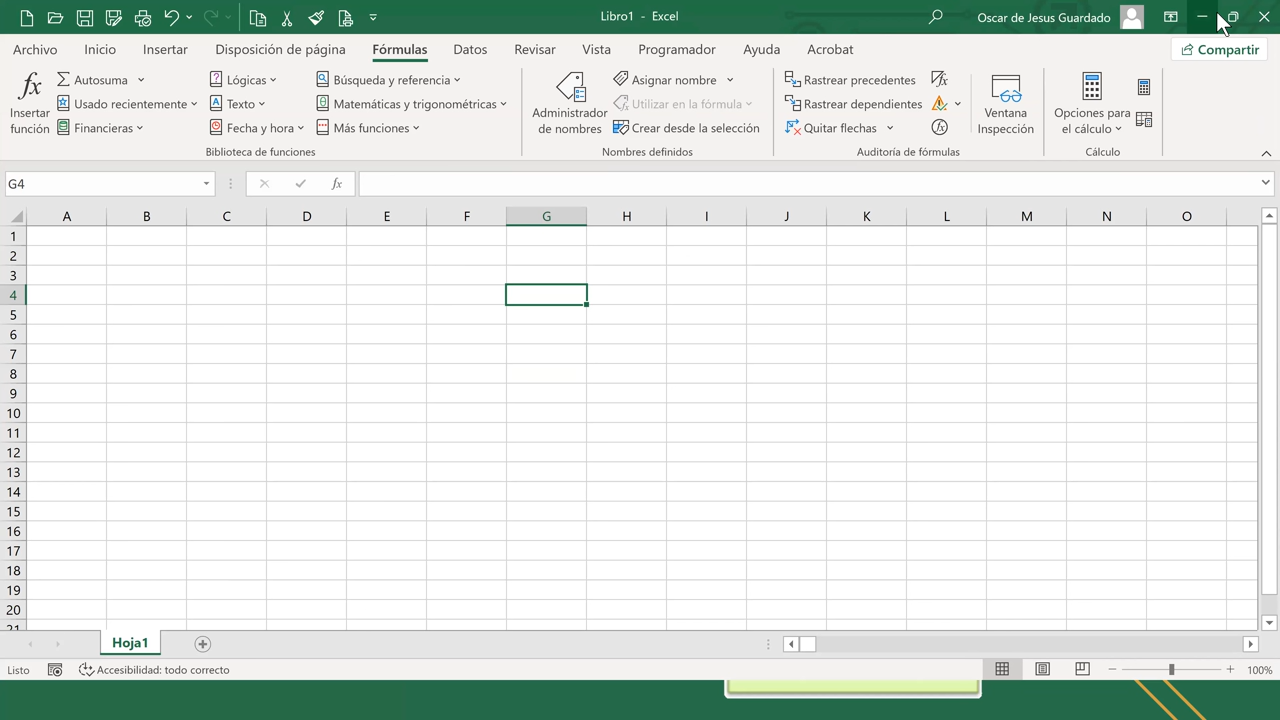 Libro1 - Excel
Oscar de Jesus Guardado
Archivo Inicio Insertar Disposición de página Fórmulas Datos Revisar Vista Programador Ayuda Acrobat Compartir
fx Insertar función
Autosuma
Usado recientemente
Financieras
Lógicas
Texto
Fecha y hora
Búsqueda y referencia
Matemáticas y trigonométricas
Más funciones
Biblioteca de funciones
Administrador de nombres
Asignar nombre
Utilizar en la fórmula
Crear desde la selección
Nombres definidos
Rastrear precedentes
Rastrear dependientes
Quitar flechas
fx
Ventana Inspección
Auditoría de fórmulas
Opciones para el cálculo
Cálculo
G4 fx
A B C D E F G H I J K L M N O
1
2
3
4
5
6
7
8
9
10
11
12
13
14
15
16
17
18
19
20
21
Hoja1
Listo Accesibilidad: todo correcto 100%